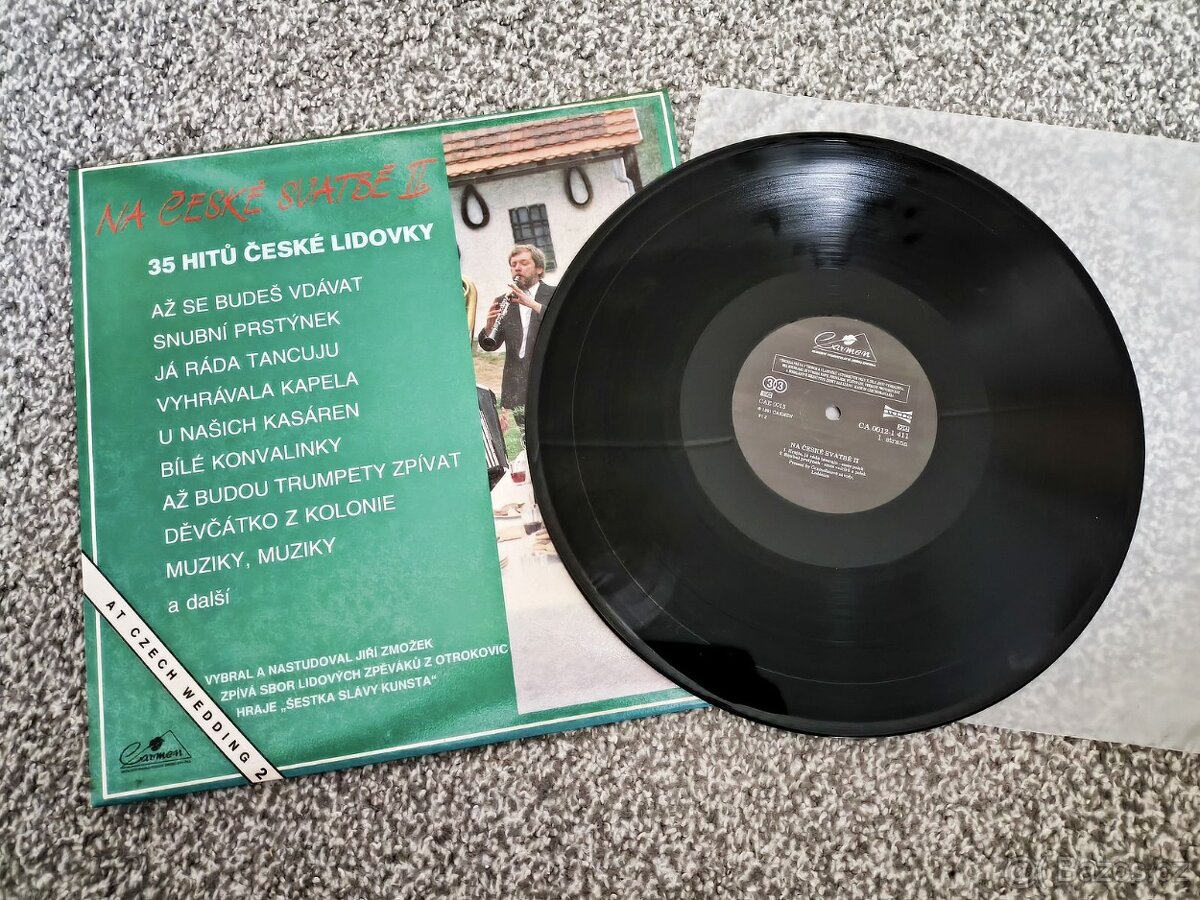 NA ČESKÉ SVATBĚ II
35 HITŮ ČESKÉ LIDOVKY
AŽ SE BUDEŠ VDÁVAT
SNUBNÍ PRSTÝNEK
JÁ RÁDA TANCUJU
VYHRÁVALA KAPELA
U NAŠICH KASÁREN
BÍLÉ KONVALINKY
AŽ BUDOU TRUMPETY ZPÍVAT
DĚVČÁTKO Z KOLONIE
MUZIKY, MUZIKY
a další
VYBRAL A NASTUDOVAL JIŘÍ ZMOŽEK
ZPÍVÁ SBOR LIDOVÝCH ZPĚVÁKŮ Z OTROKOVIC
HRAJE „ŠESTKA SLÁVY KUNSTA“
AT CZECH WEDDING 2
Carmen
Carmen
33
STEREO
CA 0012-1 411
1. strana
NA ČESKÉ SVATBĚ II
Bazos.cz